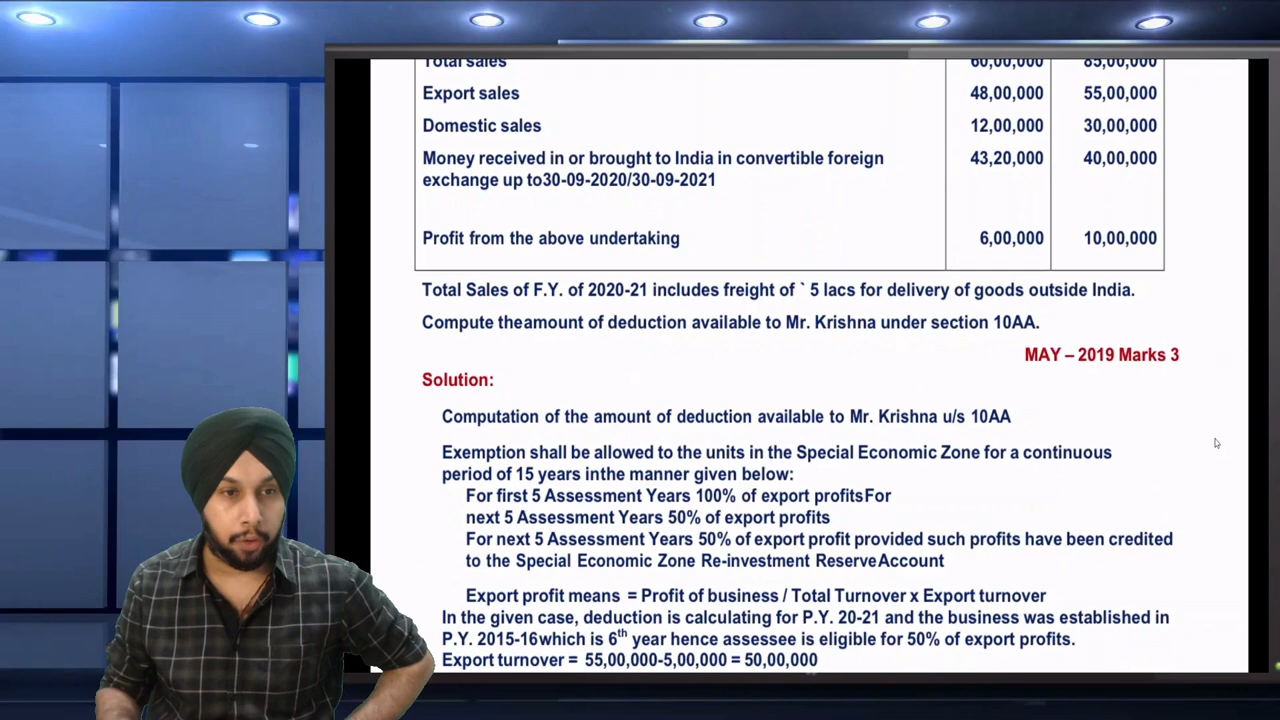 Total sales 60,00,000 85,00,000
Export sales 48,00,000 55,00,000
Domestic sales 12,00,000 30,00,000
Money received in or brought to India in convertible foreign 43,20,000 40,00,000
exchange up to30-09-2020/30-09-2021
Profit from the above undertaking 6,00,000 10,00,000
Total Sales of F.Y. of 2020-21 includes freight of ` 5 lacs for delivery of goods outside India.
Compute theamount of deduction available to Mr. Krishna under section 10AA.
MAY – 2019 Marks 3
Solution:
Computation of the amount of deduction available to Mr. Krishna u/s 10AA
Exemption shall be allowed to the units in the Special Economic Zone for a continuous
period of 15 years inthe manner given below:
For first 5 Assessment Years 100% of export profitsFor
next 5 Assessment Years 50% of export profits
For next 5 Assessment Years 50% of export profit provided such profits have been credited
to the Special Economic Zone Re-investment ReserveAccount
Export profit means = Profit of business / Total Turnover x Export turnover
In the given case, deduction is calculating for P.Y. 20-21 and the business was established in
P.Y. 2015-16which is 6th year hence assessee is eligible for 50% of export profits.
Export turnover = 55,00,000-5,00,000 = 50,00,000